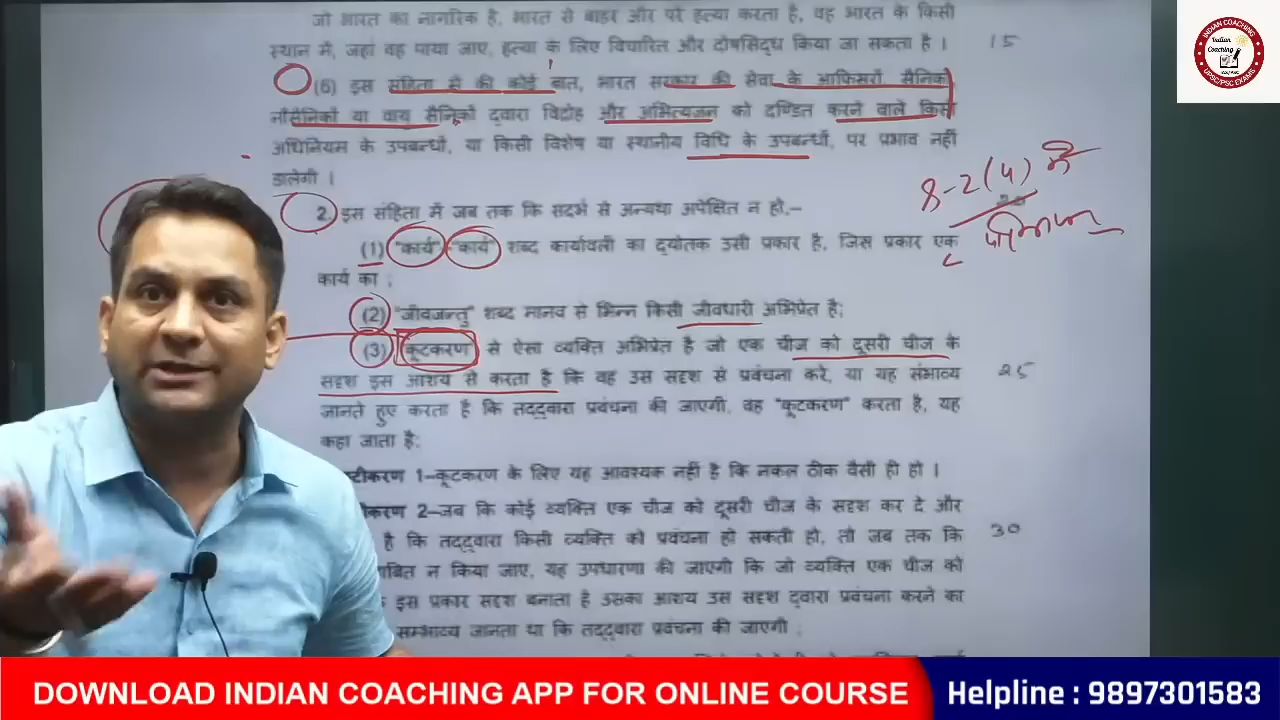 जो भारत का नागरिक है, भारत से बाहर और परे हत्या करता है, वह भारत के किसी
स्थान में, जहां वह पाया जाए, हत्या के लिए विचारित और दोषसिद्ध किया जा सकता है । 15
(6) इस संहिता से की कोई बात, भारत सरकार की सेवा के आफिसरों सैनिक
नौसैनिकों या वायु सैनिकों द्वारा विद्रोह और अभित्यजन को दण्डित करने वाले किसी
अधिनियम के उपबन्धों, या किसी विशेष या स्थानीय विधि के उपबन्धों, पर प्रभाव नहीं
डालेगी ।
8-2(4) में
2. इस संहिता में जब तक कि संदर्भ से अन्यथा अपेक्षित न हो,-
(1) "कार्य"-"कार्य" शब्द कार्यावली का द्योतक उसी प्रकार है, जिस प्रकार एक
कार्य का ;
(2) "जीवजन्तु" शब्द मानव से भिन्न किसी जीवधारी अभिप्रेत है;
(3) "कूटकरण" से ऐसा व्यक्ति अभिप्रेत है जो एक चीज को दूसरी चीज के
सदृश इस आशय से करता है कि वह उस सदृश से प्रवंचना करे, या यह संभाव्य 25
जानते हुए करता है कि तद्द्वारा प्रवंचना की जाएगी, वह "कूटकरण" करता है, यह
कहा जाता है;
टीकरण 1-कूटकरण के लिए यह आवश्यक नहीं है कि नकल ठीक वैसी ही हो ।
करण 2-जब कि कोई व्यक्ति एक चीज को दूसरी चीज के सदृश कर दे और
है कि तद्द्वारा किसी व्यक्ति को प्रवंचना हो सकती हो, तो जब तक कि 30
बित न किया जाए, यह उपधारणा की जाएगी कि जो व्यक्ति एक चीज को
इस प्रकार सदृश बनाता है उसका आशय उस सदृश द्वारा प्रवंचना करने का
सम्भाव्य जानता था कि तद्द्वारा प्रवंचना की जाएगी ;
INDIAN COACHING
Indian
Coaching
UPSC/PSC EXAMS
DOWNLOAD INDIAN COACHING APP FOR ONLINE COURSE
Helpline : 9897301583